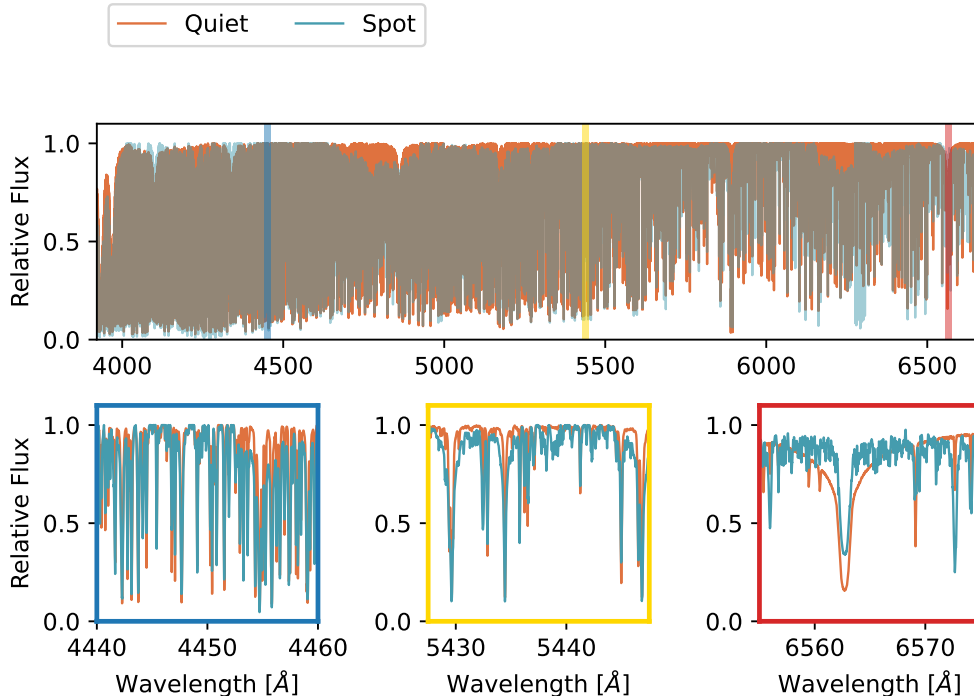 Quiet Spot
Relative Flux
1.0
0.5
0.0
4000 4500 5000 5500 6000 6500
Relative Flux
1.0 1.0 1.0
0.5 0.5 0.5
0.0 0.0 0.0
4440 4450 4460 5430 5440 6560 6570
Wavelength [Å] Wavelength [Å] Wavelength [Å]